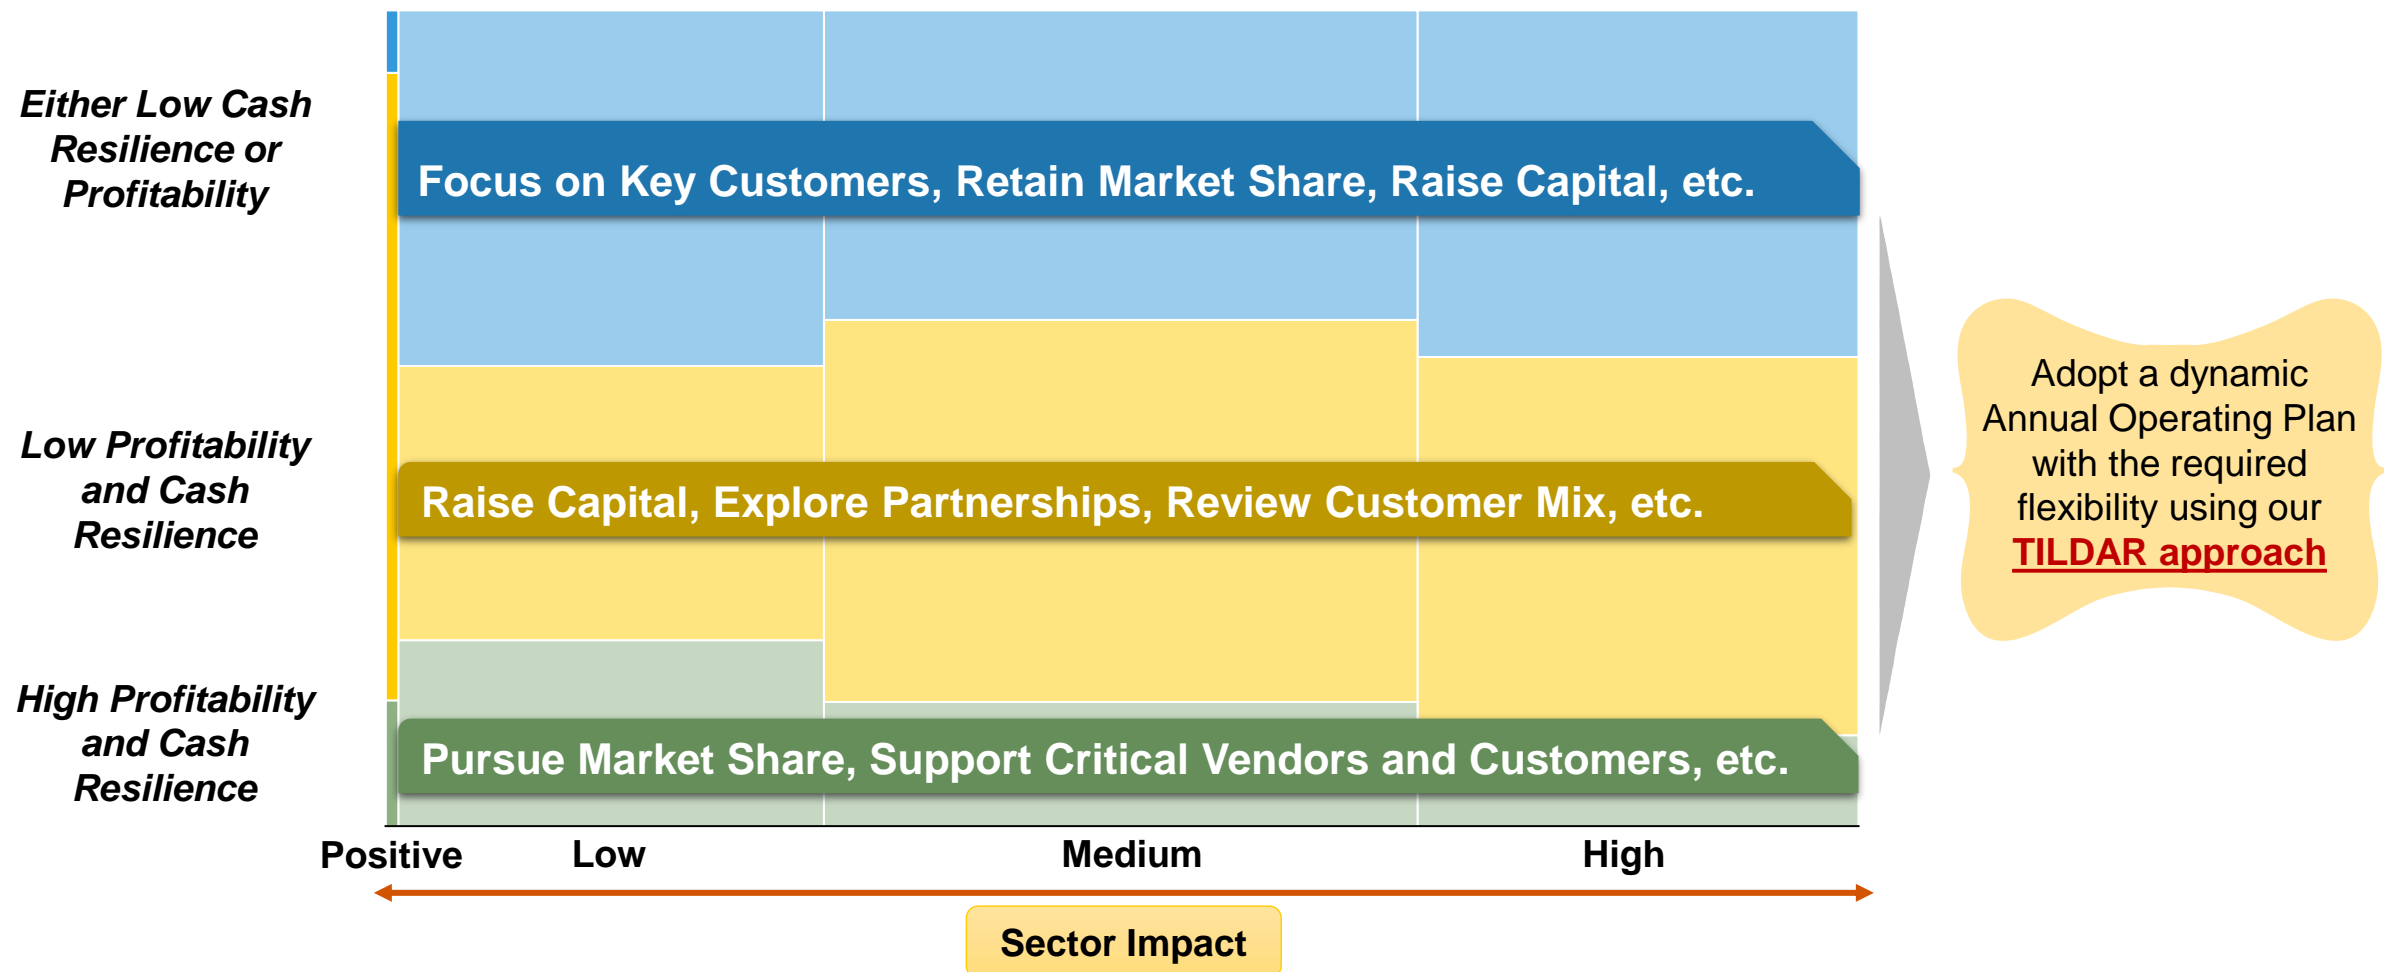 Either Low Cash
Resilience or
Profitability
Focus on Key Customers, Retain Market Share, Raise Capital, etc.
Low Profitability
and Cash
Resilience
Raise Capital, Explore Partnerships, Review Customer Mix, etc.
High Profitability
and Cash
Resilience
Pursue Market Share, Support Critical Vendors and Customers, etc.
Positive
Low
Medium
High
Sector Impact
Adopt a dynamic
Annual Operating Plan
with the required
flexibility using our
TILDAR approach